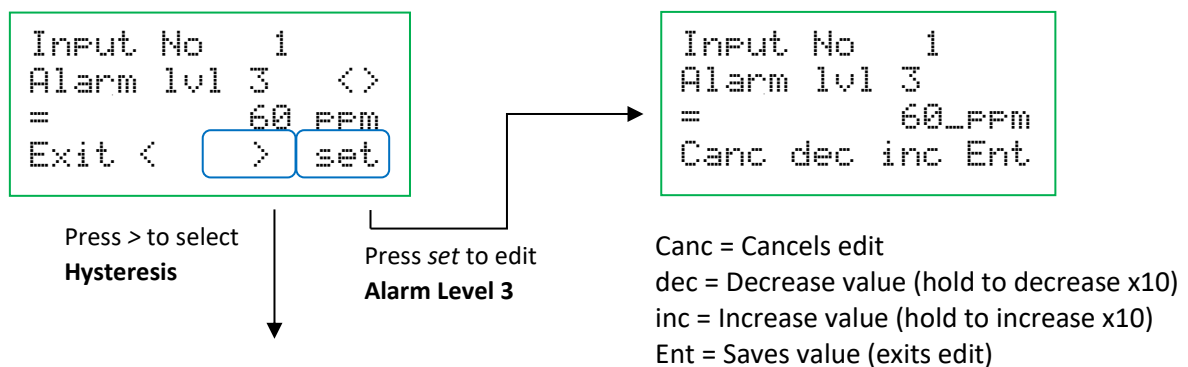 Input No 1
Alarm lvl 3 <>
= 60 ppm
Exit < > set
Press > to select
Hysteresis
Press set to edit
Alarm Level 3
Input No 1
Alarm lvl 3
= 60_ppm
Canc dec inc Ent
Canc = Cancels edit
dec = Decrease value (hold to decrease x10)
inc = Increase value (hold to increase x10)
Ent = Saves value (exits edit)